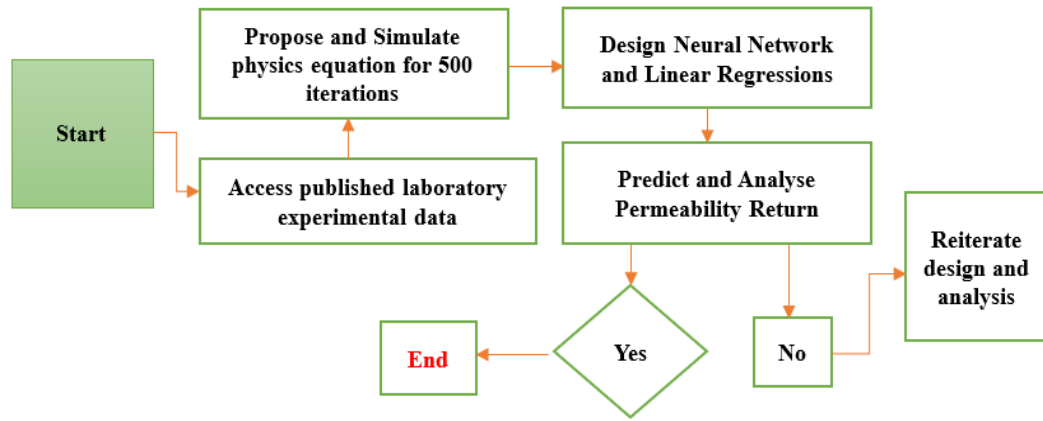 Start
Propose and Simulate
physics equation for 500
iterations
Access published laboratory
experimental data
Design Neural Network
and Linear Regressions
Predict and Analyse
Permeability Return
Reiterate
design and
analysis
End
Yes
No